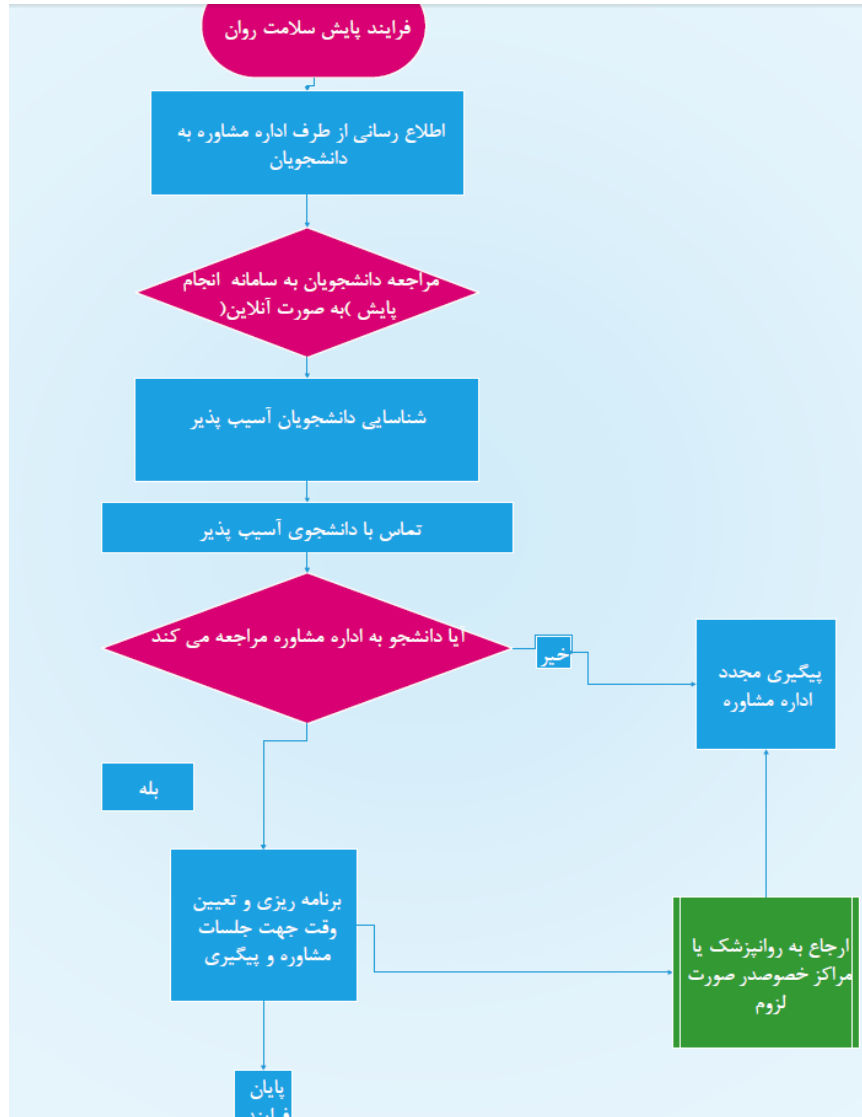 فرایند پایش سلامت روان
اطلاع رسانی از طرف اداره مشاوره به
دانشجویان
مراجعه دانشجویان به سامانه  انجام
پایش )به صورت آنلاین(
شناسایی دانشجویان آسیب پذیر
تماس با دانشجوی آسیب پذیر
آیا دانشجو به اداره مشاوره مراجعه می کند
خیر
پیگیری مجدد
اداره مشاوره
بله
برنامه ریزی و تعیین
وقت جهت جلسات
مشاوره و پیگیری
ارجاع به روانپزشک یا
مراکز خصوصدر صورت
لزوم
پایان
فرایند